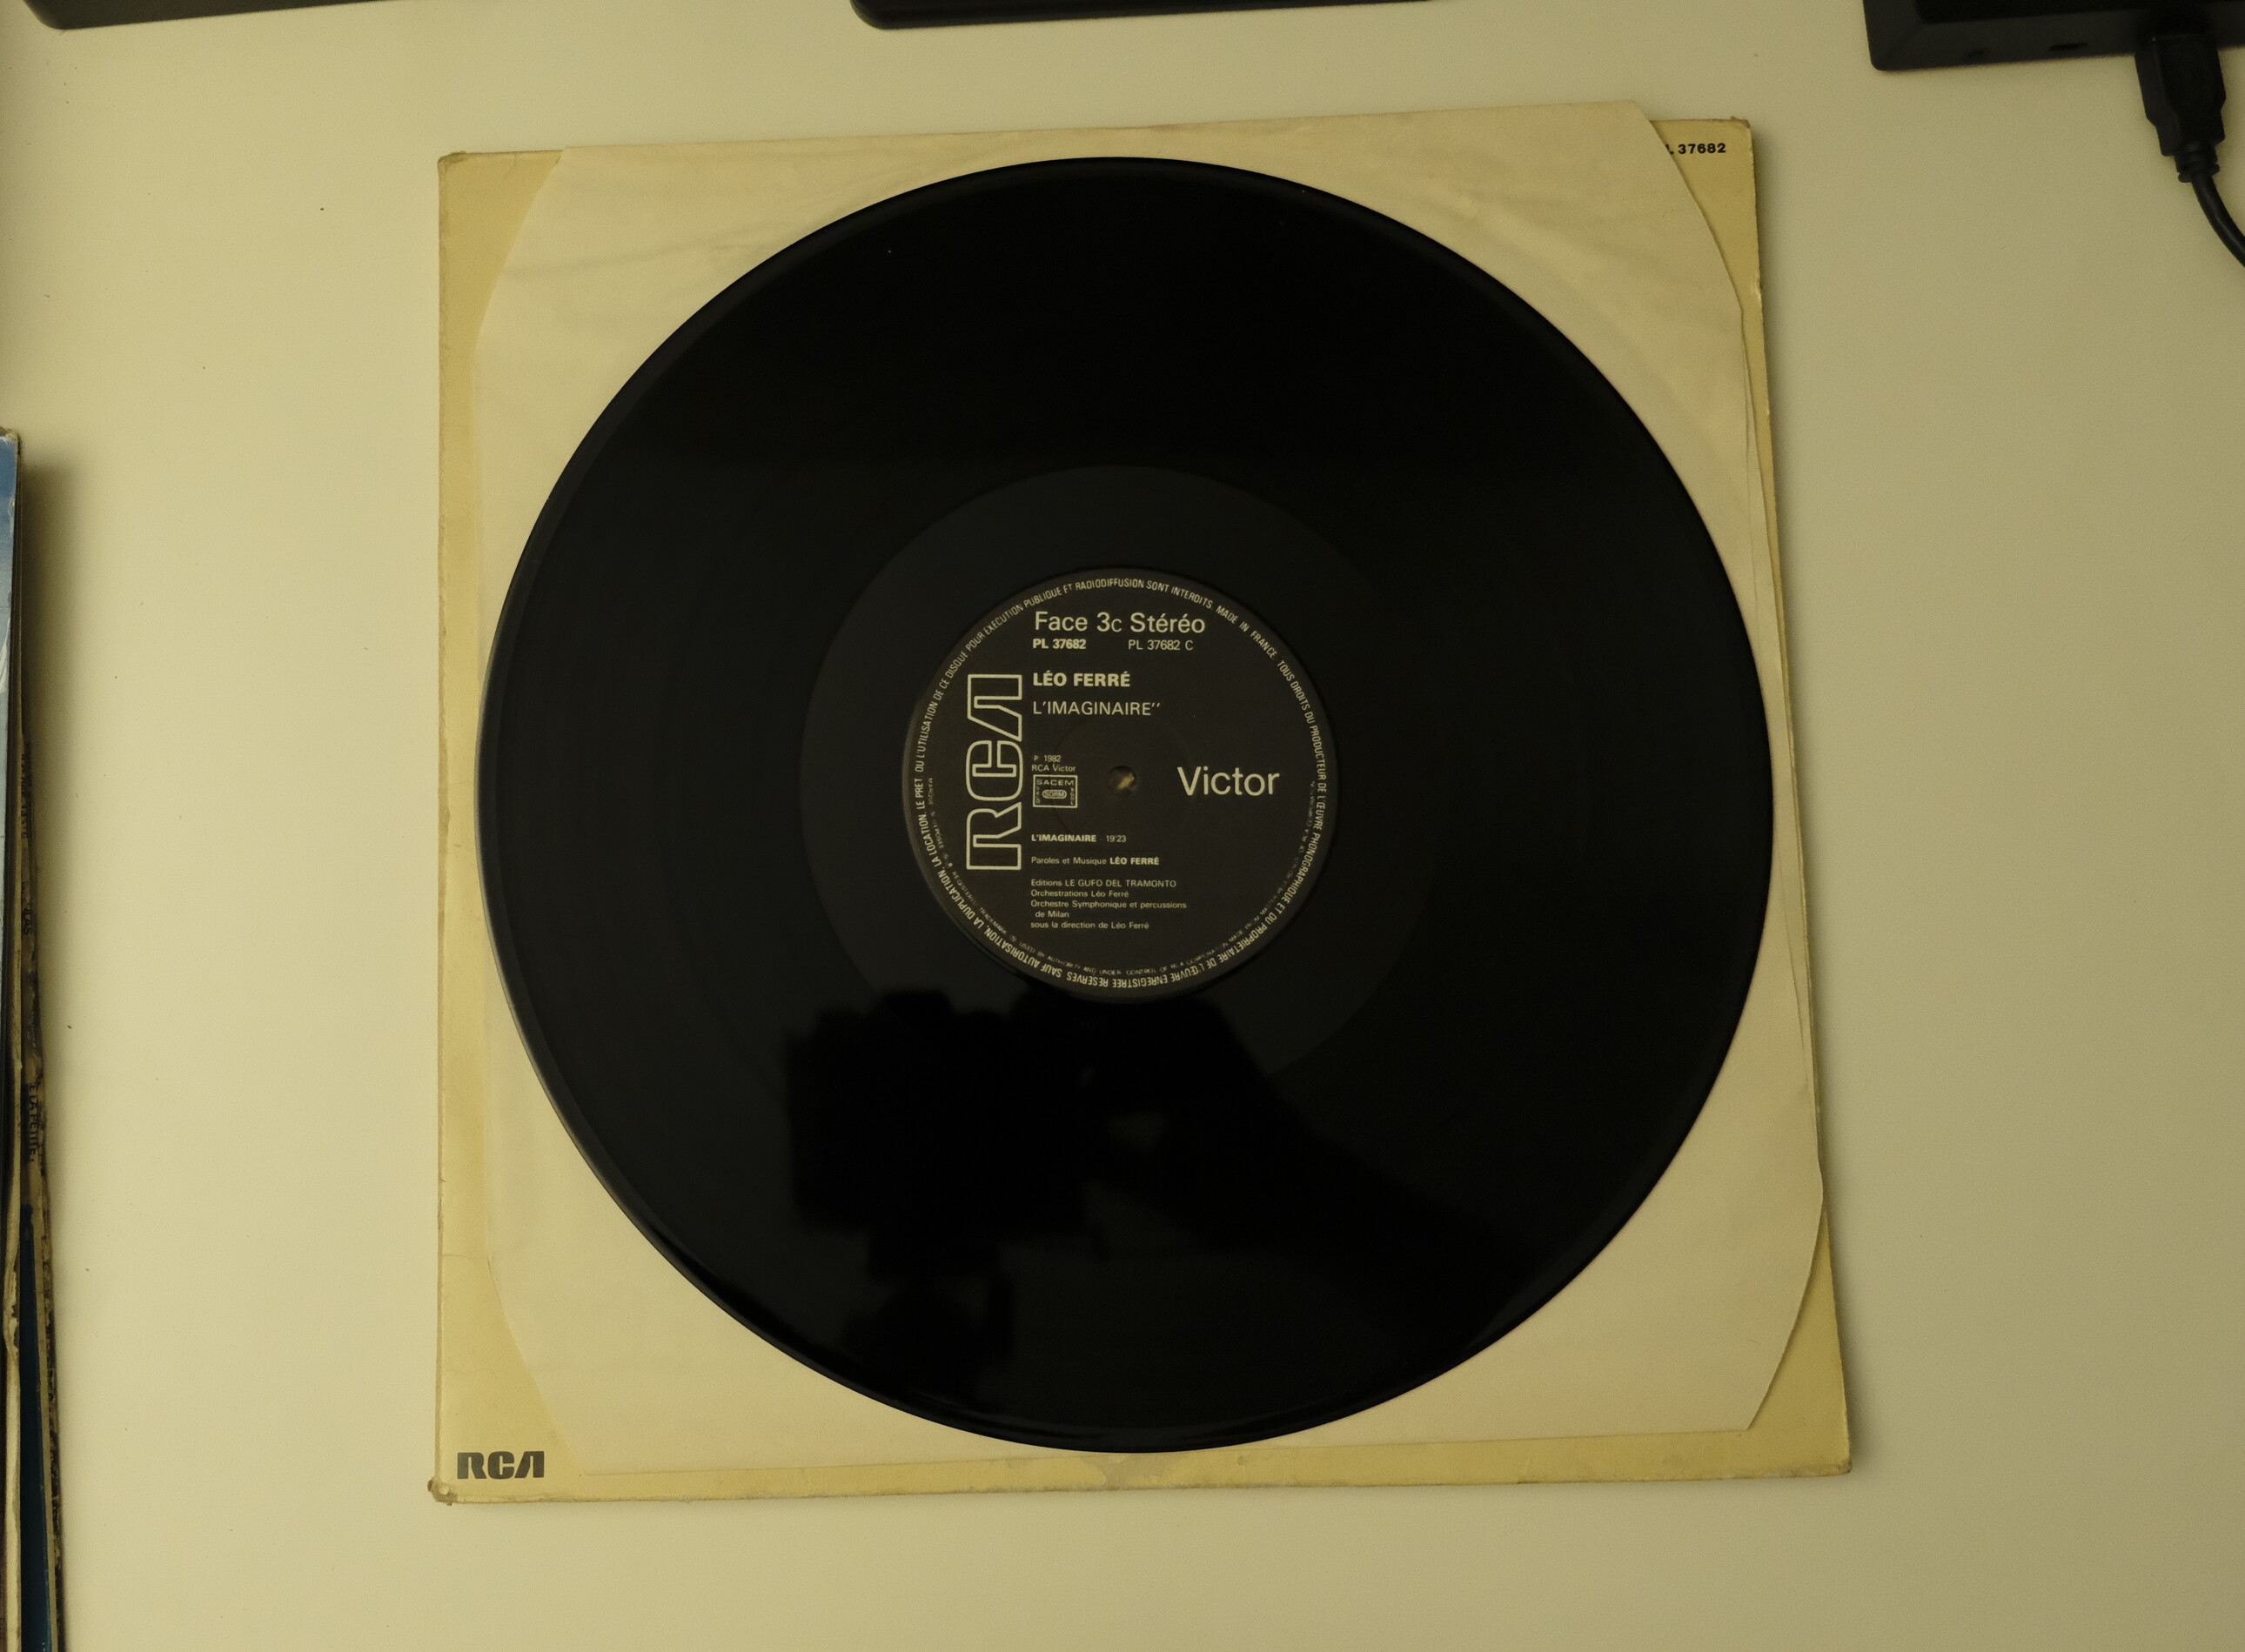 L 37682
Face 3c Stéréo
PL 37682 PL 37682 C
LÉO FERRÉ
L'IMAGINAIRE''
RCA
P 1982
RCA Victor
SACEM
SDRM
Victor
L'IMAGINAIRE - 19'23
Paroles et Musique LÉO FERRÉ
Editions LE GUFO DEL TRAMONTO
Orchestrations Léo Ferré
Orchestre Symphonique et percussions
de Milan
sous la direction de Léo Ferré
MADE IN FRANCE TOUS DROITS DU PRODUCTEUR DE L'ŒUVRE PHONOGRAPHIQUE ET DU PROPRIETAIRE DE L'ŒUVRE ENREGISTREE RESERVES SAUF AUTORISATION, LA DUPLICATION, LA LOCATION, LE PRET OU L'UTILISATION DE CE DISQUE POUR EXECUTION PUBLIQUE ET RADIODIFFUSION SONT INTERDITS
RCA